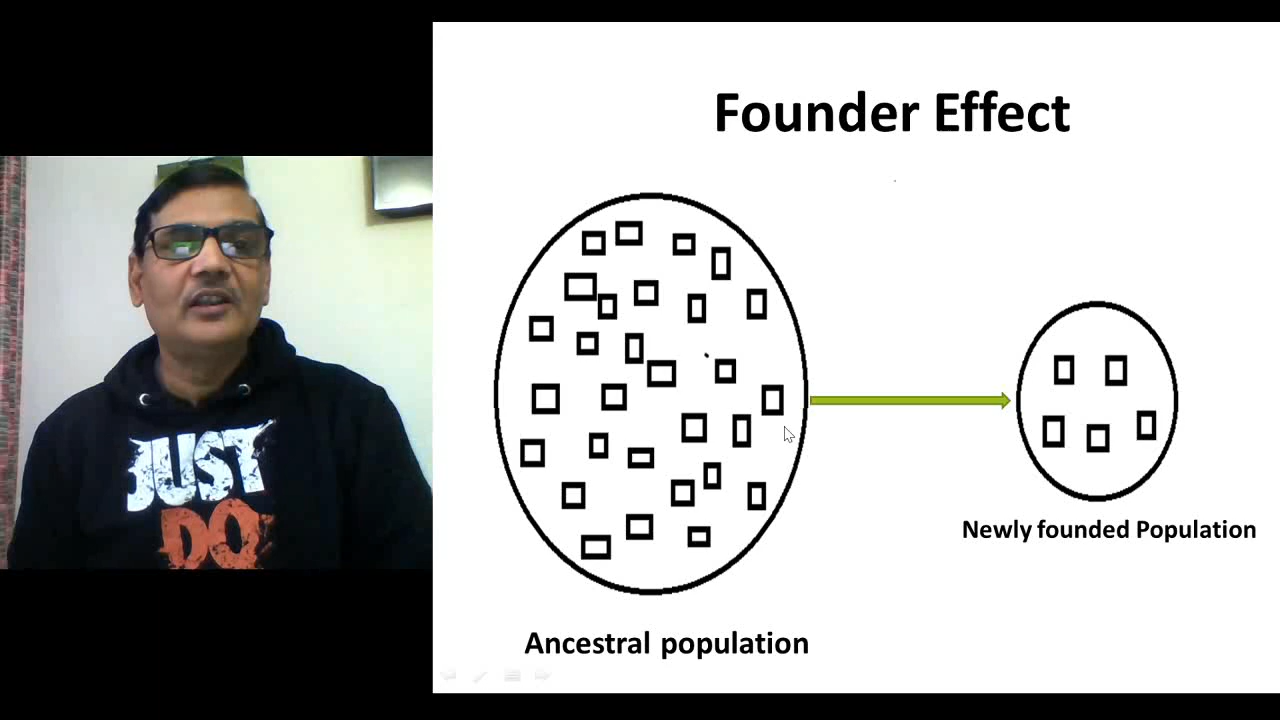 Founder Effect
Newly founded Population
Ancestral population
JUST
DO